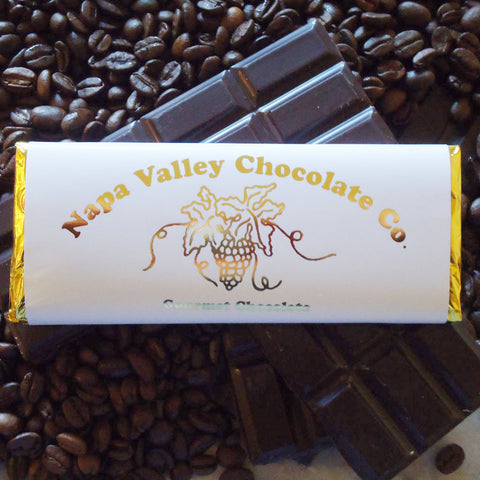 Napa Valley Chocolate Co.
Gourmet Chocolate